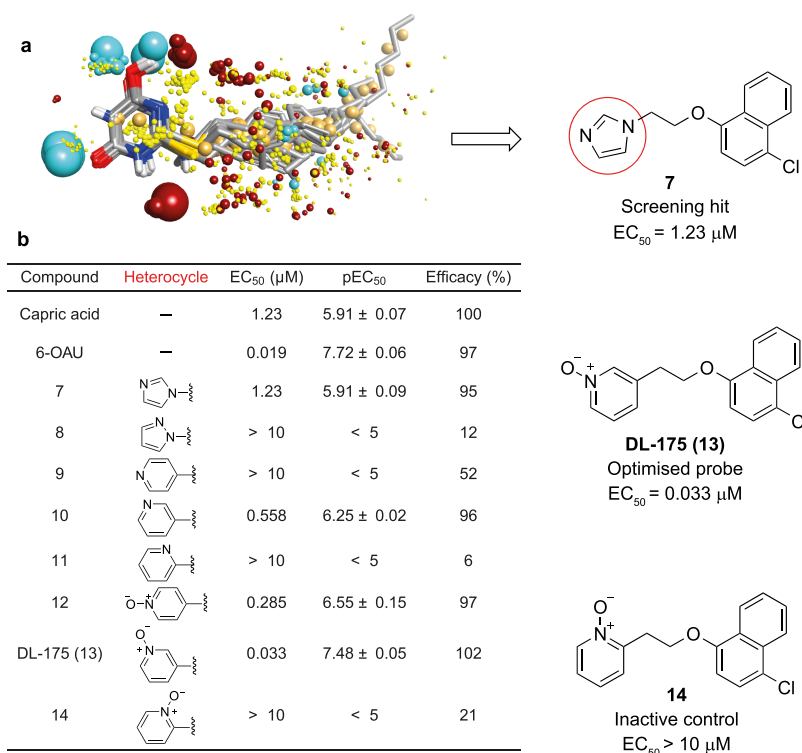 a
N
N
O
Cl
7
Screening hit
EC50 = 1.23 μM
b
Compound Heterocycle EC50 (μM) pEC50 Efficacy (%)
Capric acid – 1.23 5.91 ± 0.07 100
6-OAU – 0.019 7.72 ± 0.06 97
7 N N 1.23 5.91 ± 0.09 95
8 N N > 10 < 5 12
9 N > 10 < 5 52
10 N 0.558 6.25 ± 0.02 96
11 N > 10 < 5 6
12 O− N+ 0.285 6.55 ± 0.15 97
DL-175 (13) O− N+ 0.033 7.48 ± 0.05 102
14 O− N+ > 10 < 5 21
O− N+
O
C
DL-175 (13)
Optimised probe
EC50 = 0.033 μM
O− N+
O
Cl
14
Inactive control
EC50 > 10 μM